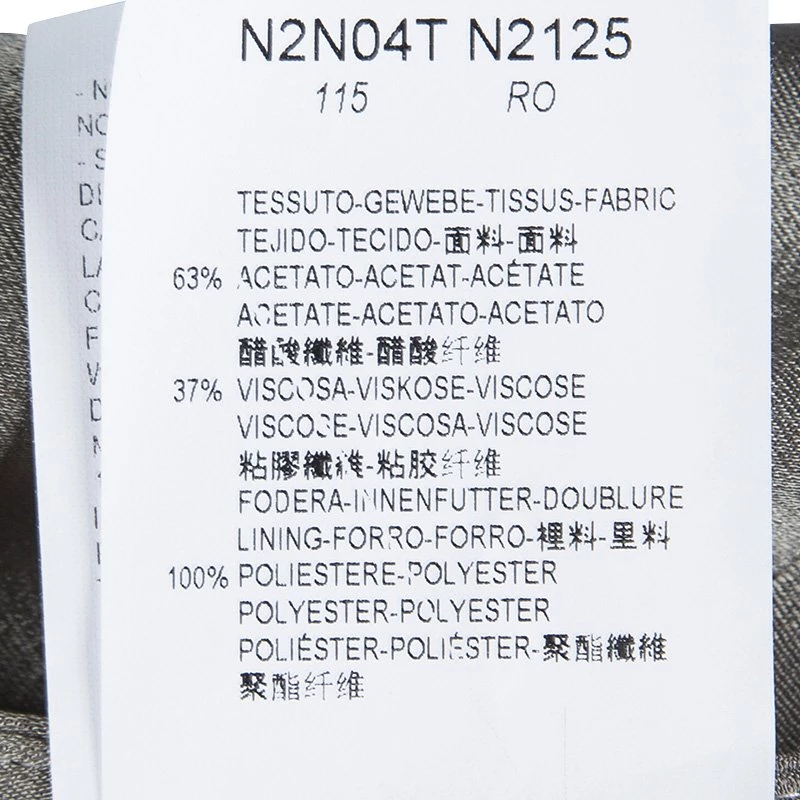 N2N04T N2125
115 RO
TESSUTO-GEWEBE-TISSUS-FABRIC
TEJIDO-TECIDO-面料-面料
63% ACETATO-ACETAT-ACÉTATE
ACETATE-ACETATO-ACETATO
醋酸纖維-醋酸纤维
37% VISCOSA-VISKOSE-VISCOSE
VISCOSE-VISCOSA-VISCOSE
粘膠纖維-粘胶纤维
FODERA-INNENFUTTER-DOUBLURE
LINING-FORRO-FORRO-裡料-里料
100% POLIESTERE-POLYESTER
POLYESTER-POLYESTER
POLIÉSTER-POLIÉSTER-聚酯纖維
聚酯纤维